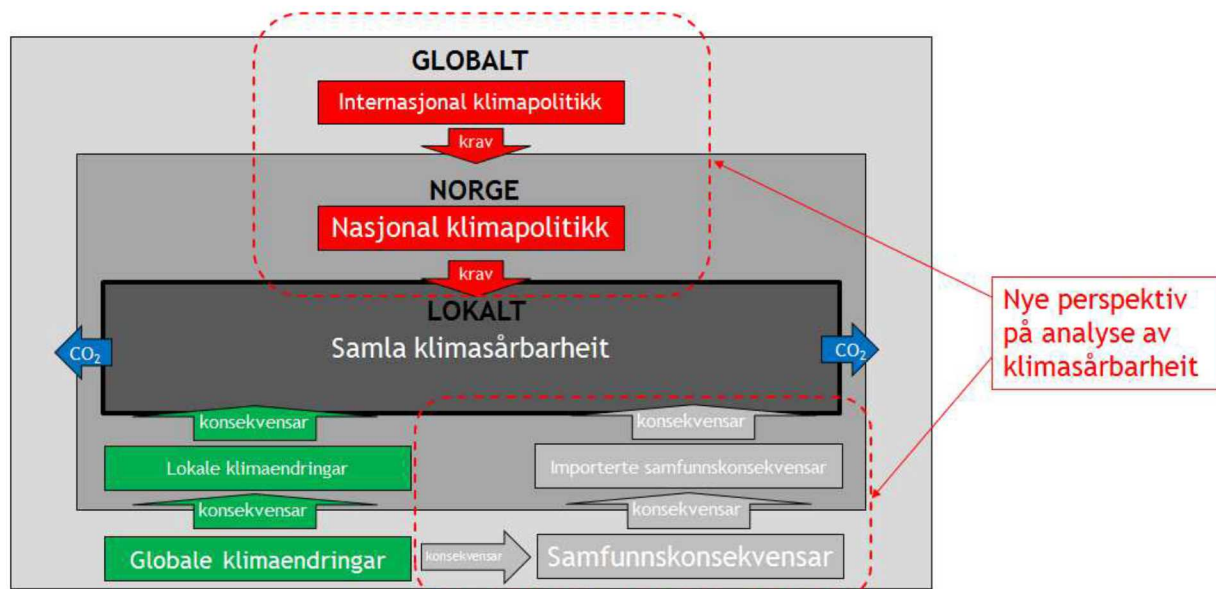 GLOBALT
Internasjonal klimapolitikk
krav
NORGE
Nasjonal klimapolitikk
krav
LOKALT
Samla klimasårbarheit
CO₂
CO₂
konsekvensar
konsekvensar
Lokale klimaendringar
Importerte samfunnskonsekvensar
konsekvensar
konsekvensar
Globale klimaendringar
konsekvensar
Samfunnskonsekvensar
Nye perspektiv
på analyse av
klimasårbarheit